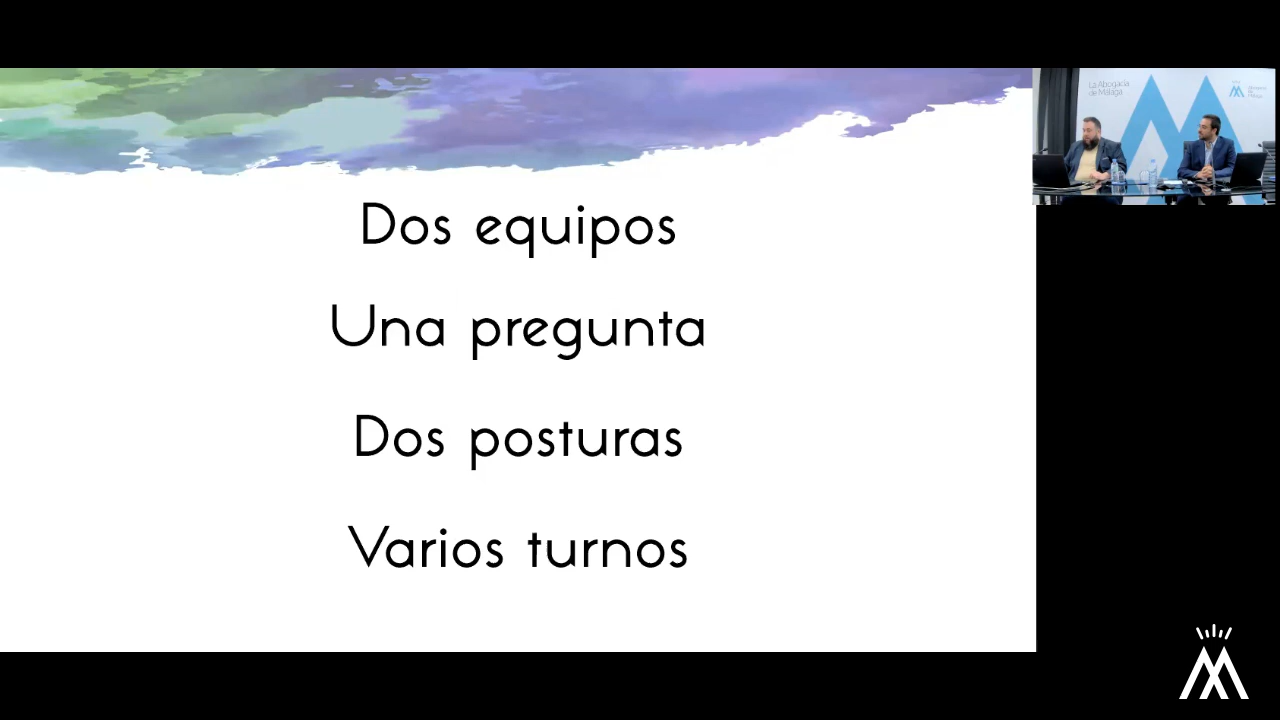 Dos equipos
Una pregunta
Dos posturas
Varios turnos
La Abogacía
de Málaga